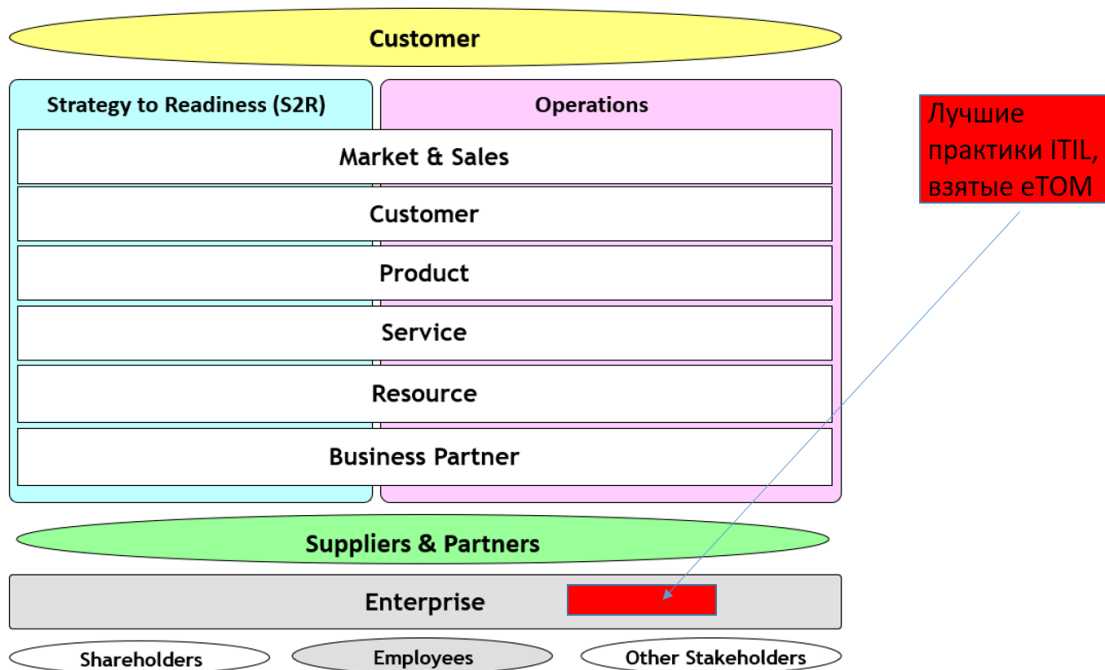 Customer
Strategy to Readiness (S2R)
Operations
Market & Sales
Customer
Product
Service
Resource
Business Partner
Suppliers & Partners
Enterprise
Shareholders
Employees
Other Stakeholders
Лучшие
практики ITIL,
взятые eTOM